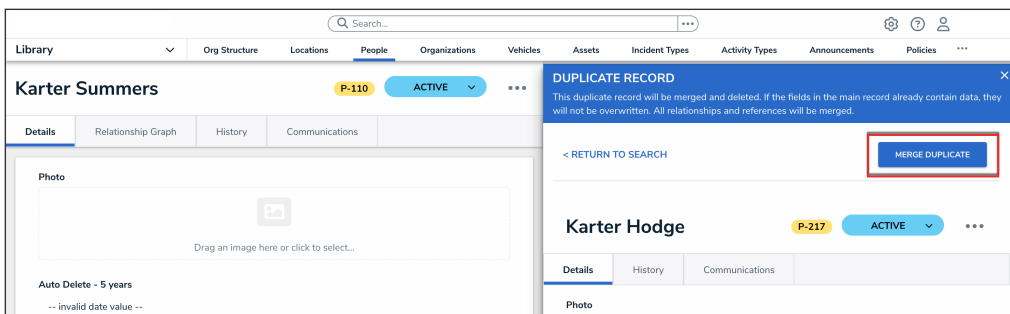 Search...
Library
Org Structure Locations People Organizations Vehicles Assets Incident Types Activity Types Announcements Policies
Karter Summers P-110 ACTIVE
Details Relationship Graph History Communications
Photo
Drag an image here or click to select...
Auto Delete - 5 years
-- invalid date value --
DUPLICATE RECORD
This duplicate record will be merged and deleted. If the fields in the main record already contain data, they
will not be overwritten. All relationships and references will be merged.
< RETURN TO SEARCH MERGE DUPLICATE
Karter Hodge P-217 ACTIVE
Details History Communications
Photo